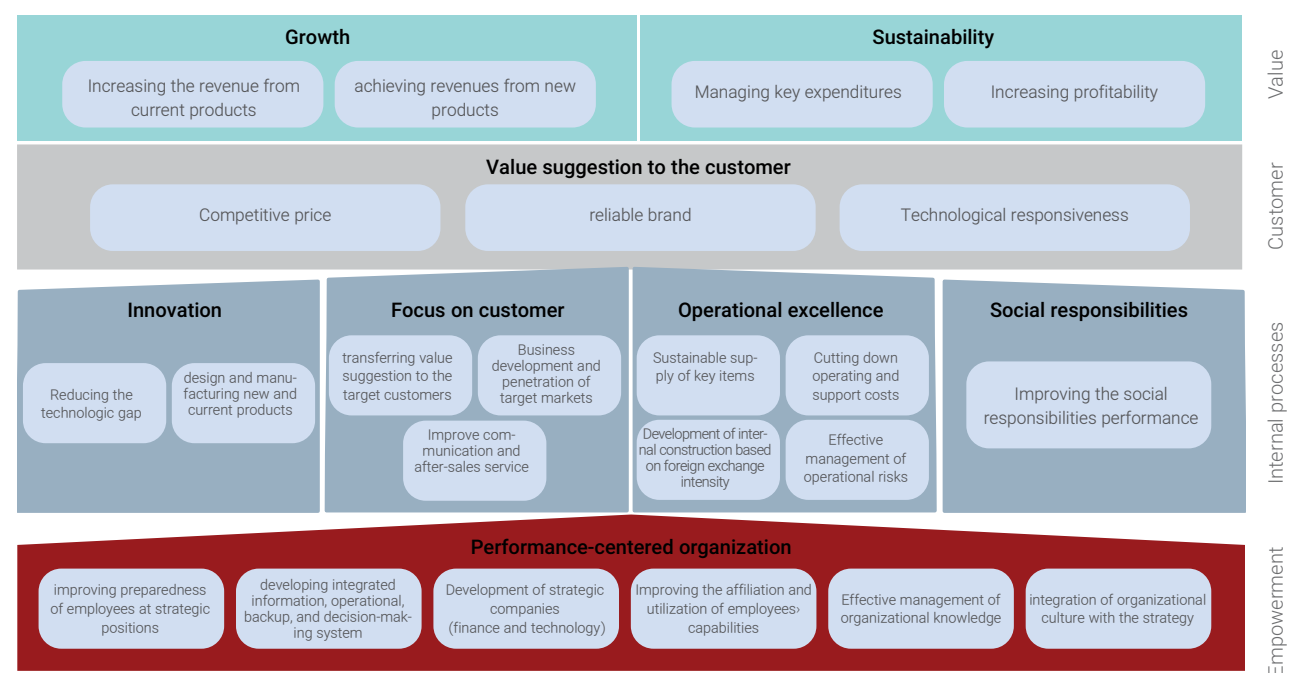 Growth
Increasing the revenue from
current products
achieving revenues from new
products
Sustainability
Managing key expenditures
Increasing profitability
Value
Value suggestion to the customer
Competitive price
reliable brand
Technological responsiveness
Customer
Innovation
Reducing the
technologic gap
design and manu-
facturing new and
current products
Focus on customer
transferring value
suggestion to the
target customers
Business
development and
penetration of
target markets
Improve com-
munication and
after-sales service
Operational excellence
Sustainable sup-
ply of key items
Cutting down
operating and
support costs
Development of inter-
nal construction based
on foreign exchange
intensity
Effective
management of
operational risks
Social responsibilities
Improving the social
responsibilities performance
Internal processes
Performance-centered organization
improving preparedness
of employees at strategic
positions
developing integrated
information, operational,
backup, and decision-mak-
ing system
Development of strategic
companies
(finance and technology)
Improving the affiliation and
utilization of employees›
capabilities
Effective management of
organizational knowledge
integration of organizational
culture with the strategy
Empowerment